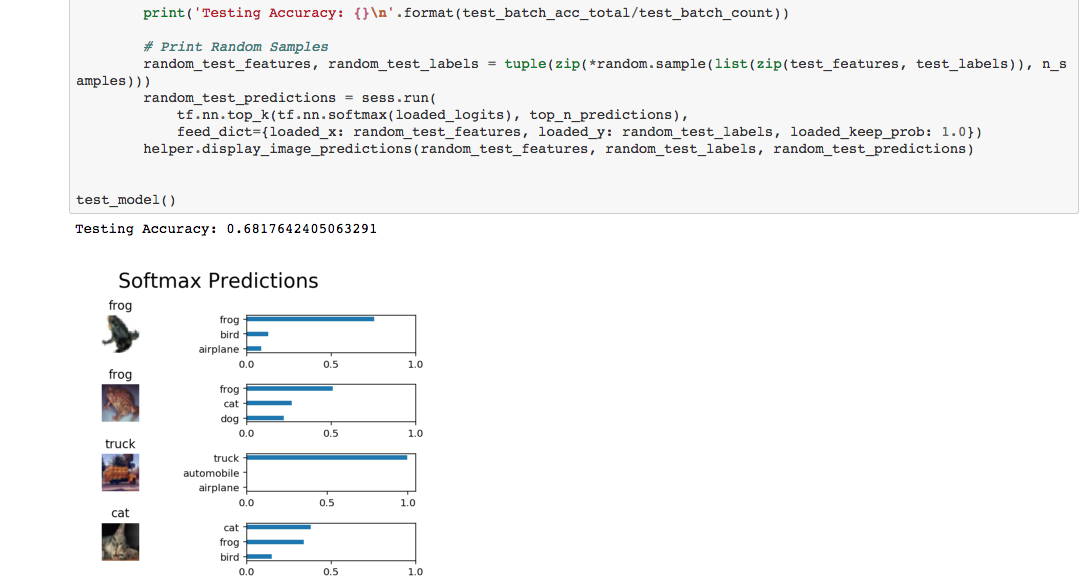 print('Testing Accuracy: {}\n'.format(test_batch_acc_total/test_batch_count))
# Print Random Samples
random_test_features, random_test_labels = tuple(zip(*random.sample(list(zip(test_features, test_labels)), n_s
amples)))
random_test_predictions = sess.run(
tf.nn.top_k(tf.nn.softmax(loaded_logits), top_n_predictions),
feed_dict={loaded_x: random_test_features, loaded_y: random_test_labels, loaded_keep_prob: 1.0})
helper.display_image_predictions(random_test_features, random_test_labels, random_test_predictions)
test_model()
Testing Accuracy: 0.6817642405063291
Softmax Predictions
frog
frog
bird
airplane
0.0 0.5 1.0
frog
frog
cat
dog
0.0 0.5 1.0
truck
truck
automobile
airplane
0.0 0.5 1.0
cat
cat
frog
bird
0.0 0.5 1.0